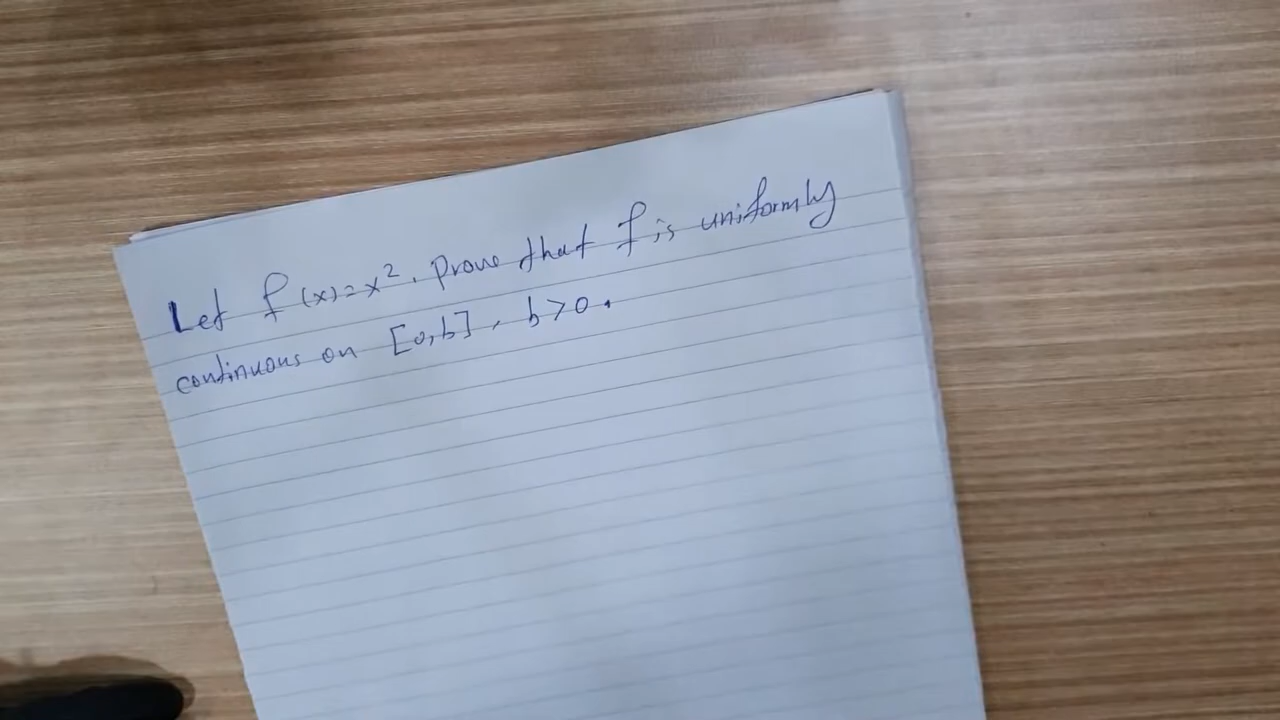 Let f(x)=x². Prove that f is uniformly
continuous on [0,b], b>0.